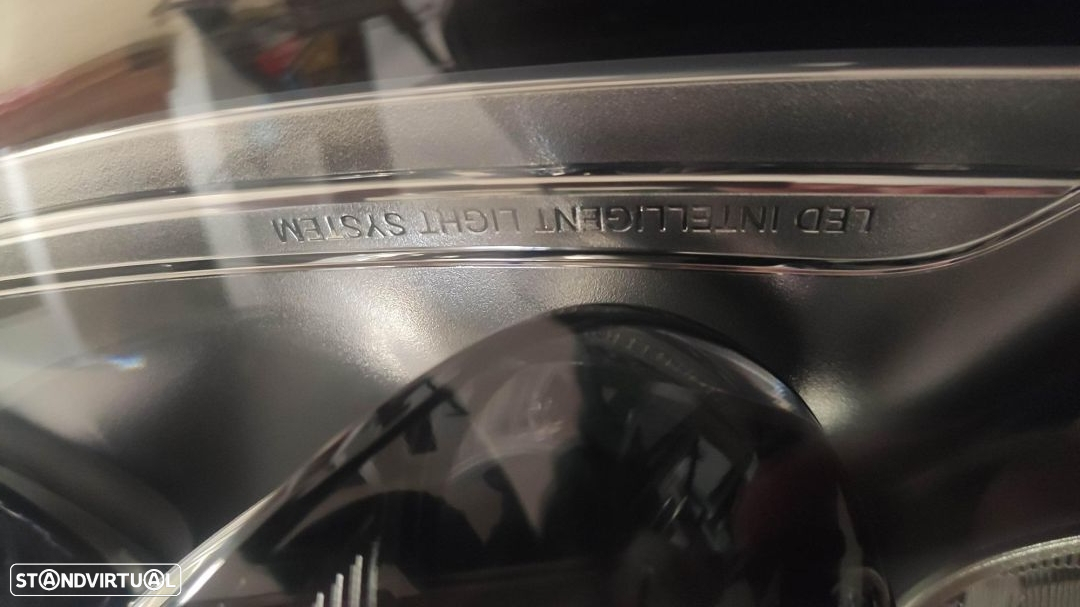 LED INTELLIGENT LIGHT SYSTEM
STANDVIRTUAL